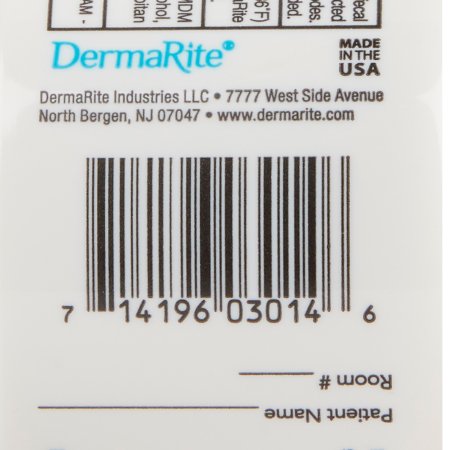 DermaRite®
MADE
IN THE
USA
DermaRite Industries LLC • 7777 West Side Avenue
North Bergen, NJ 07047 • www.dermarite.com
7 14196 03014 6
Room #
Patient Name